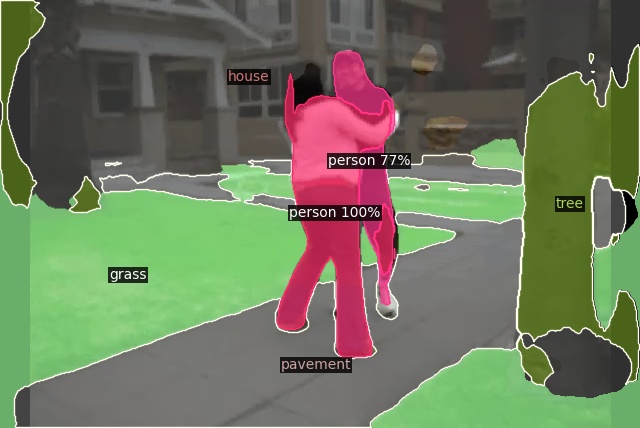 house
person 77%
tree
person 100%
grass
pavement